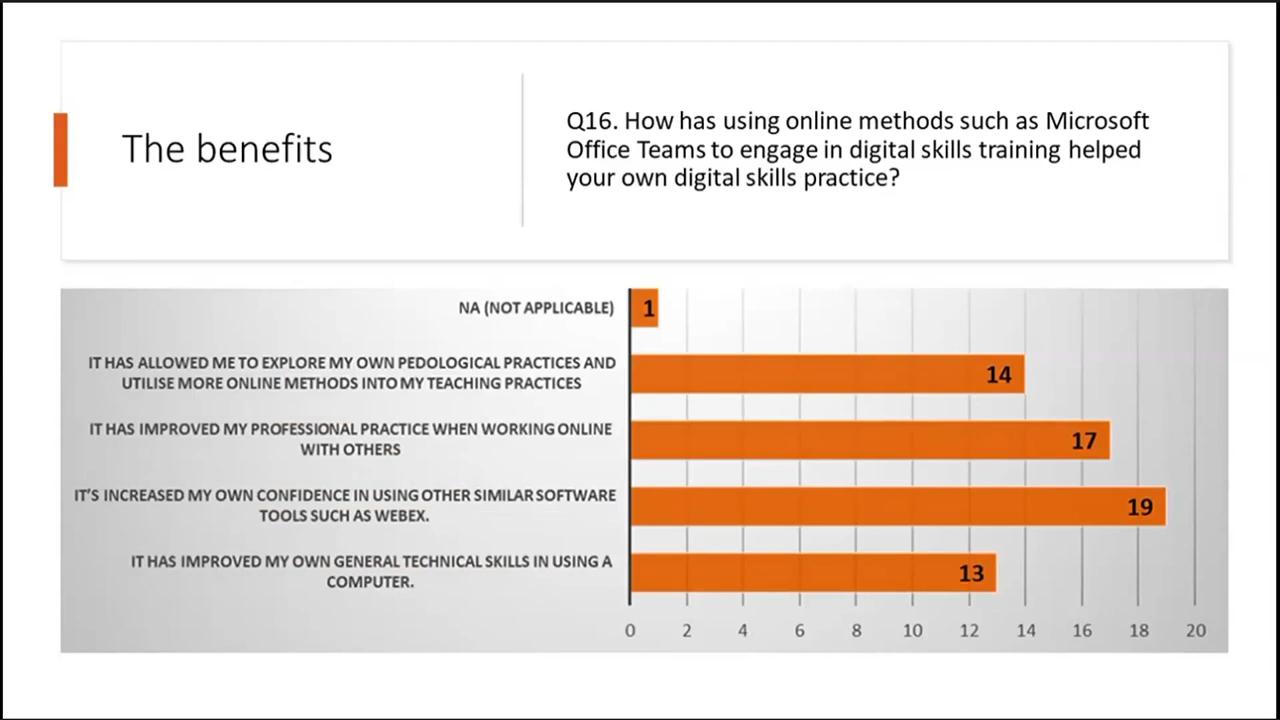 The benefits
Q16. How has using online methods such as Microsoft
Office Teams to engage in digital skills training helped
your own digital skills practice?
NA (NOT APPLICABLE)
1
IT HAS ALLOWED ME TO EXPLORE MY OWN PEDOLOGICAL PRACTICES AND
UTILISE MORE ONLINE METHODS INTO MY TEACHING PRACTICES
14
IT HAS IMPROVED MY PROFESSIONAL PRACTICE WHEN WORKING ONLINE
WITH OTHERS
17
IT'S INCREASED MY OWN CONFIDENCE IN USING OTHER SIMILAR SOFTWARE
TOOLS SUCH AS WEBEX.
19
IT HAS IMPROVED MY OWN GENERAL TECHNICAL SKILLS IN USING A
COMPUTER.
13
0 2 4 6 8 10 12 14 16 18 20